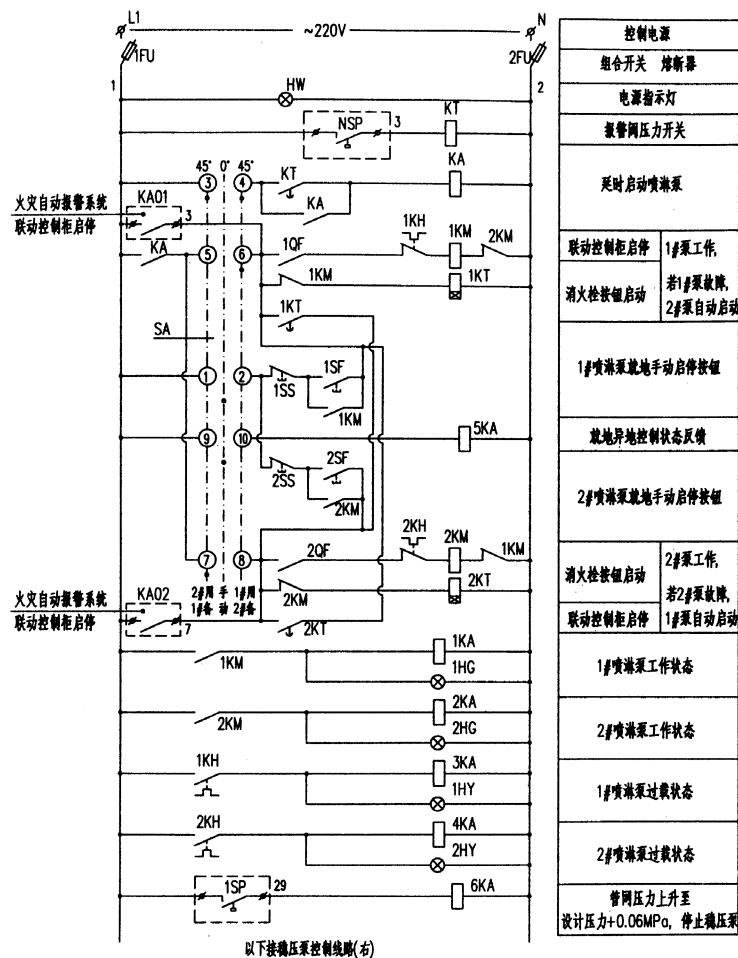 L1 ~220V N
1FU 2FU
1 2
HW
NSP 3 KT
45° 0° 45°
③ ④ KT KA
KA
火灾自动报警系统
联动控制柜启停
KA01
3
KA
⑤ ⑥ 1QF 1KH 1KM 2KM
1KM 1KT
1KT
SA
① ② 1SS 1SF
1KM
⑨ ⑩ 5KA
2SS 2SF
2KM
⑦ ⑧ 2QF 2KH 2KM 1KM
2#用
1#备
手
动
1#用
2#备
2KM 2KT
火灾自动报警系统
联动控制柜启停
KA02
7
2KT
1KM 1KA
1HG
2KM 2KA
2HG
1KH 3KA
1HY
2KH 4KA
2HY
1SP 29 6KA
以下接稳压泵控制线路(右)
控制电源
组合开关 熔断器
电源指示灯
报警阀压力开关
延时启动喷淋泵
联动控制柜启停
消火栓按钮启动
1#泵工作,
若1#泵故障,
2#泵自动启动
1#喷淋泵就地手动启停按钮
就地异地控制状态反馈
2#喷淋泵就地手动启停按钮
消火栓按钮启动
联动控制柜启停
2#泵工作,
若2#泵故障,
1#泵自动启动
1#喷淋泵工作状态
2#喷淋泵工作状态
1#喷淋泵过载状态
2#喷淋泵过载状态
管网压力上升至
设计压力+0.06MPa, 停止稳压泵